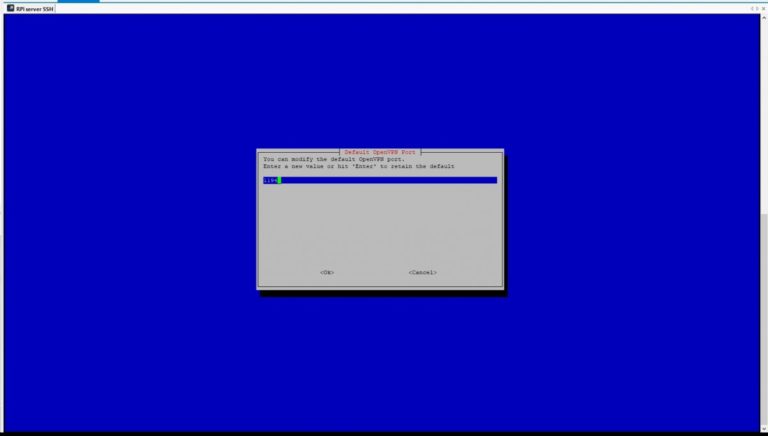 RPI server SSH
Default OpenVPN Port
You can modify the default OpenVPN port.
Enter a new value or hit 'Enter' to retain the default
1194
<Ok> <Cancel>